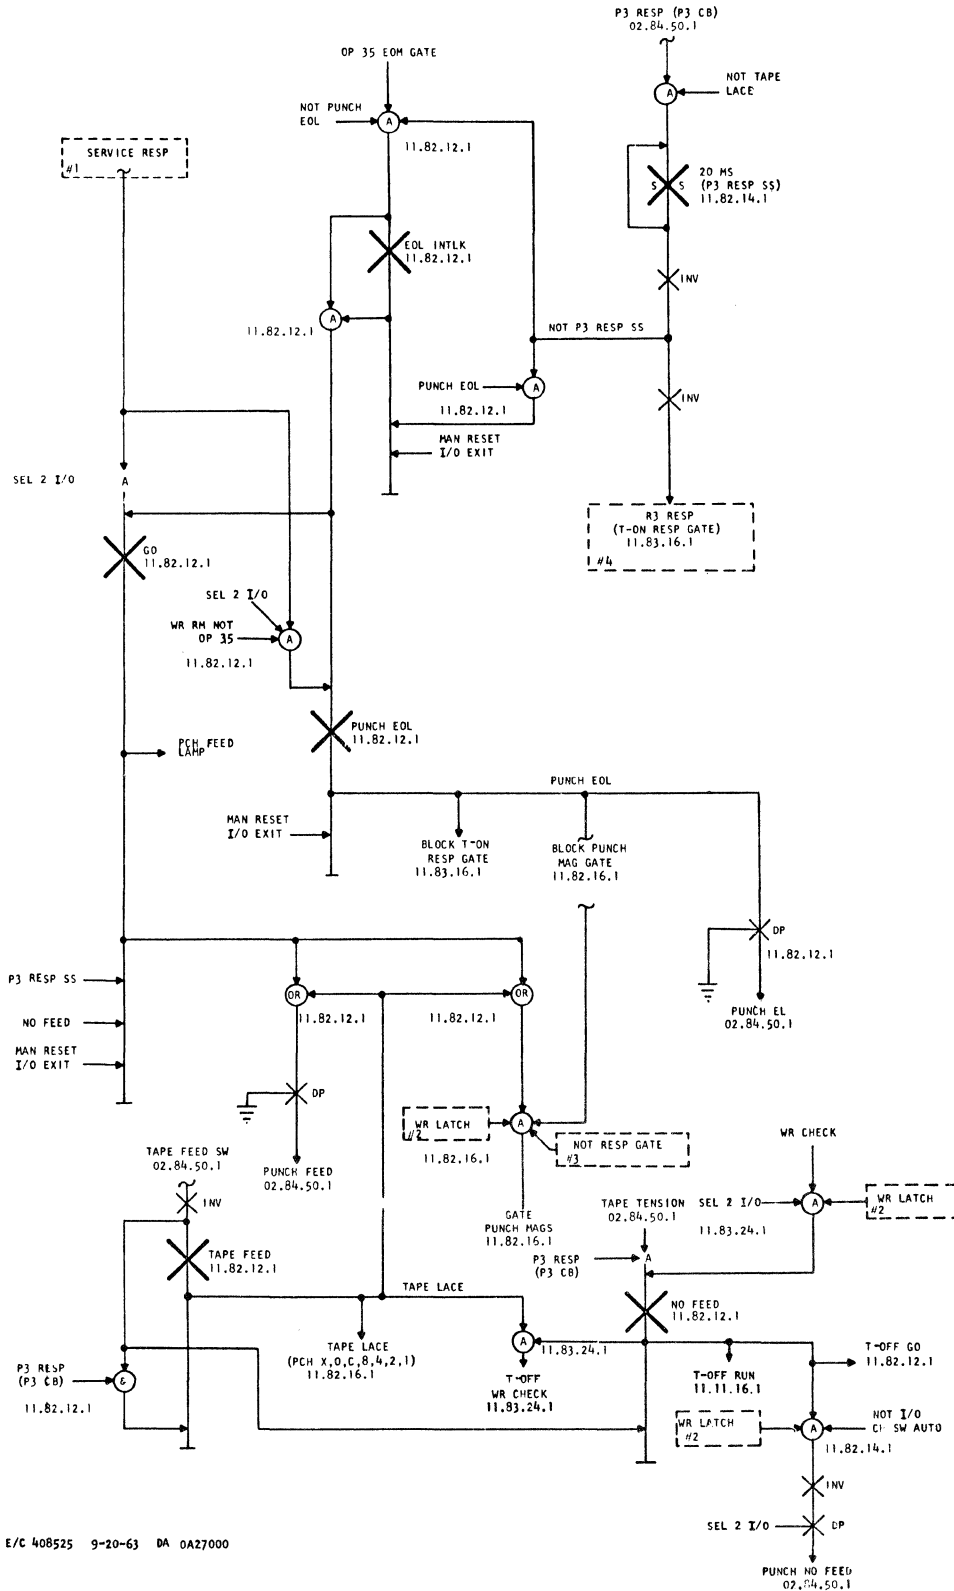 P3 RESP (P3 CB)
02.84.50.1
OP 35 EOM GATE
NOT TAPE
LACE
NOT PUNCH
EOL
A
A
11.82.12.1
SERVICE RESP
#1
20 MS
(P3 RESP SS)
11.82.14.1
S S
EOL INTLK
11.82.12.1
INV
A
11.82.12.1
NOT P3 RESP SS
PUNCH EOL
A
11.82.12.1
INV
MAN RESET
I/O EXIT
SEL 2 I/O
A
R3 RESP
(T-ON RESP GATE)
11.83.16.1
#4
GO
11.82.12.1
SEL 2 I/O
WR RM NOT
OP 35
A
11.82.12.1
PUNCH EOL
11.82.12.1
PCH FEED
LAMP
PUNCH EOL
MAN RESET
I/O EXIT
BLOCK T-ON
RESP GATE
11.83.16.1
BLOCK PUNCH
MAG GATE
11.82.16.1
DP
11.82.12.1
P3 RESP SS
OR
OR
11.82.12.1
11.82.12.1
PUNCH EL
02.84.50.1
NO FEED
MAN RESET
I/O EXIT
DP
WR LATCH
#2
A
11.82.16.1
NOT RESP GATE
#3
WR CHECK
TAPE FEED SW
02.84.50.1
PUNCH FEED
02.84.50.1
INV
GATE
PUNCH MAGS
11.82.16.1
TAPE TENSION
02.84.50.1
SEL 2 I/O
A
11.83.24.1
WR LATCH
#2
TAPE FEED
11.82.12.1
P3 RESP
(P3 CB)
A
TAPE LACE
NO FEED
11.82.12.1
TAPE LACE
(PCH X,O,C,8,4,2,1)
11.82.16.1
A
11.83.24.1
T-OFF
WR CHECK
11.83.24.1
T-OFF RUN
11.11.16.1
T-OFF GO
11.82.12.1
P3 RESP
(P3 CB)
&
11.82.12.1
WR LATCH
#2
A
NOT I/O
CH SW AUTO
11.82.14.1
INV
SEL 2 I/O
DP
PUNCH NO FEED
02.84.50.1
E/C 408525 9-20-63 DA 0A27000